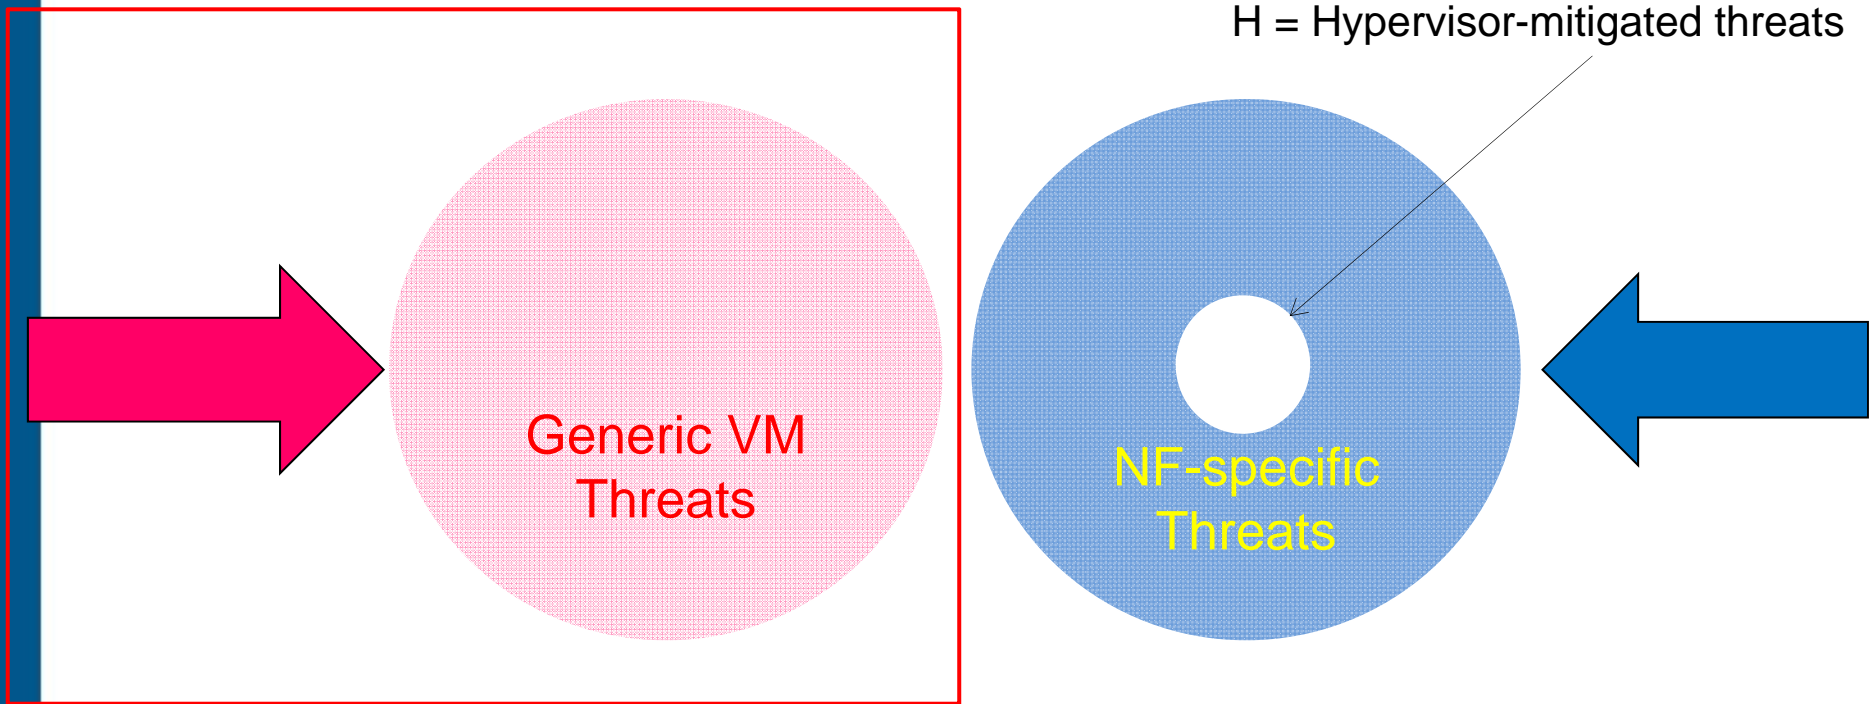 H = Hypervisor-mitigated threats
Generic VM
Threats
NF-specific
Threats